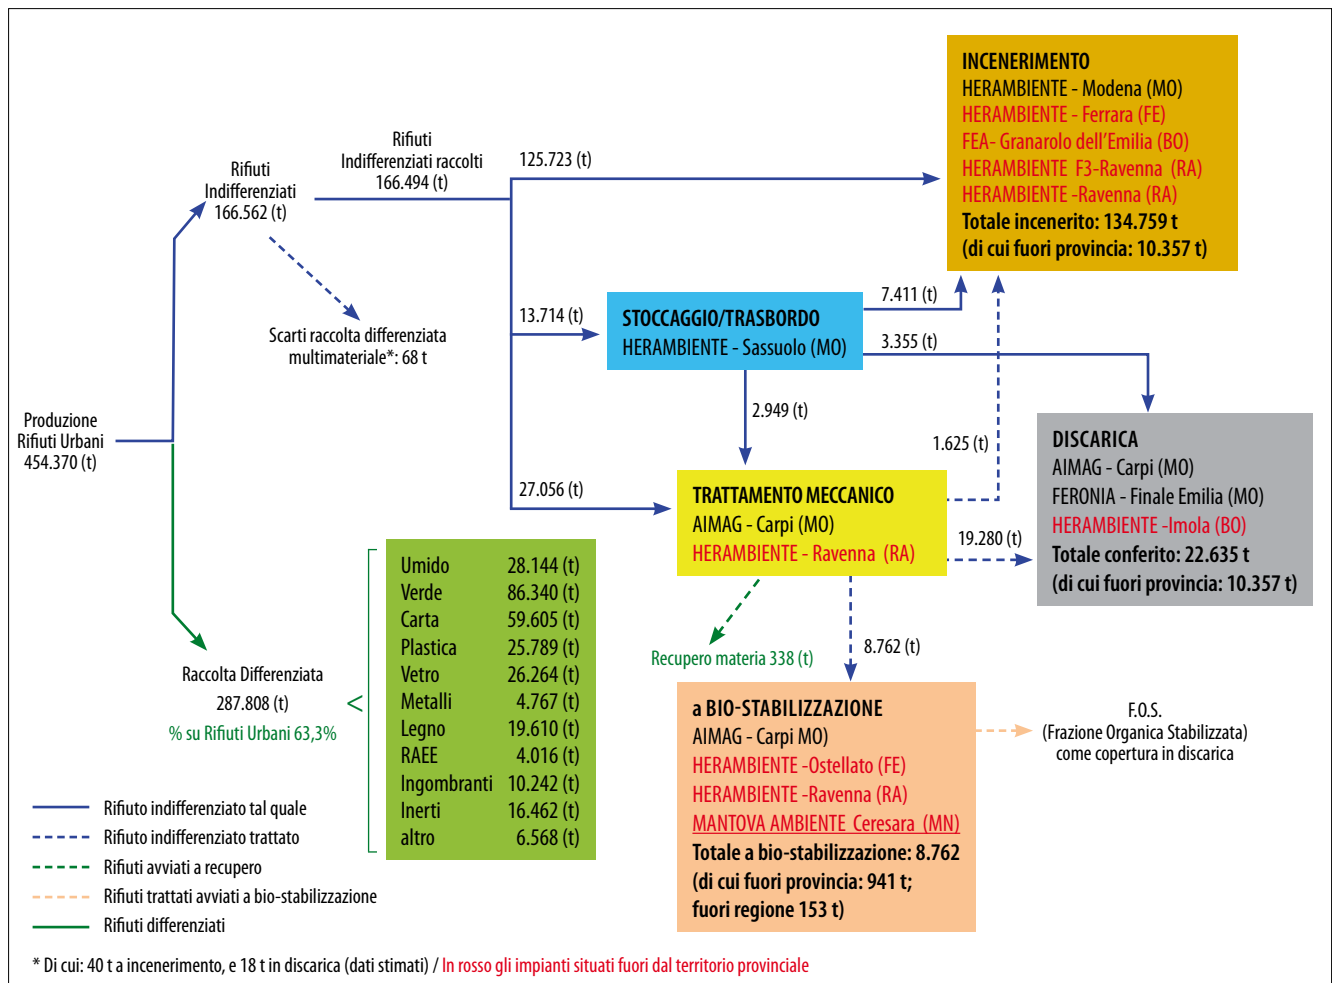 INCENERIMENTO
HERAMBIENTE - Modena (MO)
HERAMBIENTE - Ferrara (FE)
FEA- Granarolo dell'Emilia (BO)
HERAMBIENTE F3-Ravenna (RA)
HERAMBIENTE -Ravenna (RA)
Totale incenerito: 134.759 t
(di cui fuori provincia: 10.357 t)
Rifiuti
Indifferenziati raccolti
166.494 (t)
125.723 (t)
Rifiuti
Indifferenziati
166.562 (t)
Scarti raccolta differenziata
multimateriale*: 68 t
13.714 (t)
STOCCAGGIO/TRASBORDO
HERAMBIENTE - Sassuolo (MO)
7.411 (t)
3.355 (t)
2.949 (t)
1.625 (t)
Produzione
Rifiuti Urbani
454.370 (t)
DISCARICA
AIMAG - Carpi (MO)
FERONIA - Finale Emilia (MO)
HERAMBIENTE -Imola (BO)
Totale conferito: 22.635 t
(di cui fuori provincia: 10.357 t)
27.056 (t)
TRATTAMENTO MECCANICO
AIMAG - Carpi (MO)
HERAMBIENTE - Ravenna (RA)
19.280 (t)
Umido 28.144 (t)
Verde 86.340 (t)
Carta 59.605 (t)
Plastica 25.789 (t)
Vetro 26.264 (t)
Metalli 4.767 (t)
Legno 19.610 (t)
RAEE 4.016 (t)
Ingombranti 10.242 (t)
Inerti 16.462 (t)
altro 6.568 (t)
Raccolta Differenziata
287.808 (t)
% su Rifiuti Urbani 63,3%
<
Recupero materia 338 (t)
8.762 (t)
a BIO-STABILIZZAZIONE
AIMAG - Carpi MO)
HERAMBIENTE -Ostellato (FE)
HERAMBIENTE -Ravenna (RA)
MANTOVA AMBIENTE Ceresara (MN)
Totale a bio-stabilizzazione: 8.762
(di cui fuori provincia: 941 t;
fuori regione 153 t)
F.O.S.
(Frazione Organica Stabilizzata)
come copertura in discarica
Rifiuto indifferenziato tal quale
Rifiuto indifferenziato trattato
Rifiuti avviati a recupero
Rifiuti trattati avviati a bio-stabilizzazione
Rifiuti differenziati
* Di cui: 40 t a incenerimento, e 18 t in discarica (dati stimati) / In rosso gli impianti situati fuori dal territorio provinciale